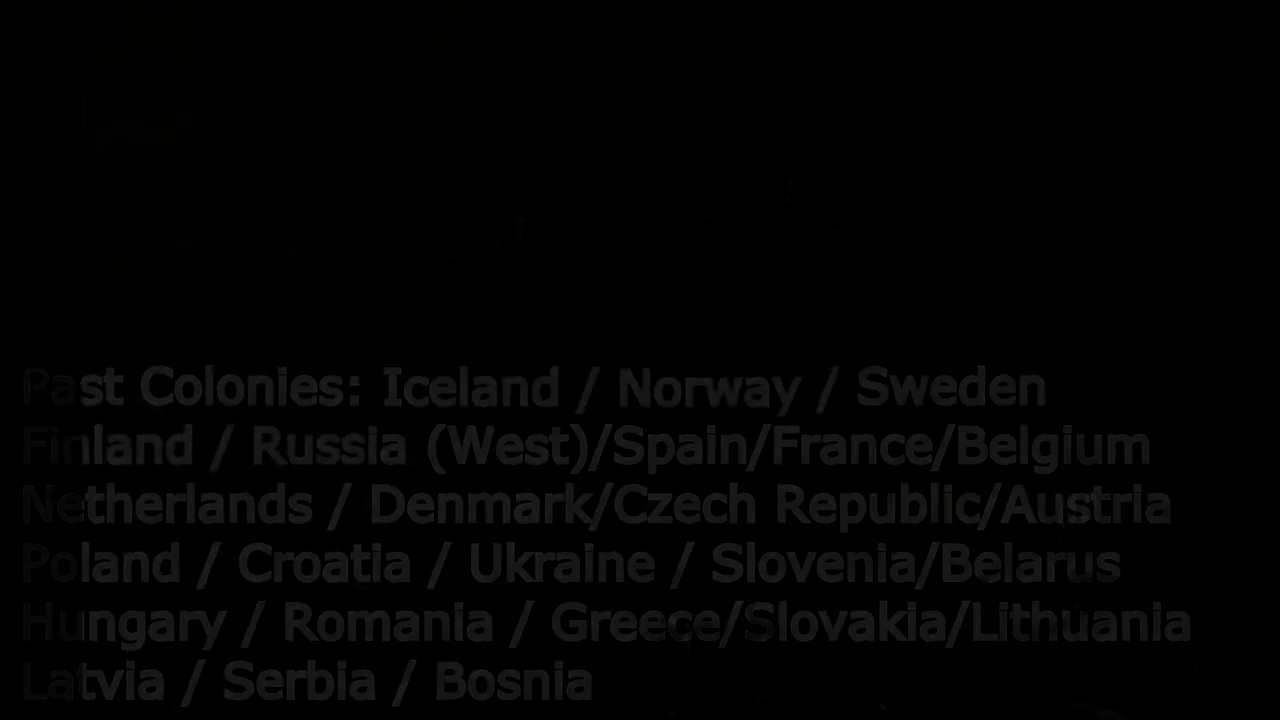 Past Colonies: Iceland / Norway / Sweden
Finland / Russia (West)/Spain/France/Belgium
Netherlands / Denmark/Czech Republic/Austria
Poland / Croatia / Ukraine / Slovenia/Belarus
Hungary / Romania / Greece/Slovakia/Lithuania
Latvia / Serbia / Bosnia